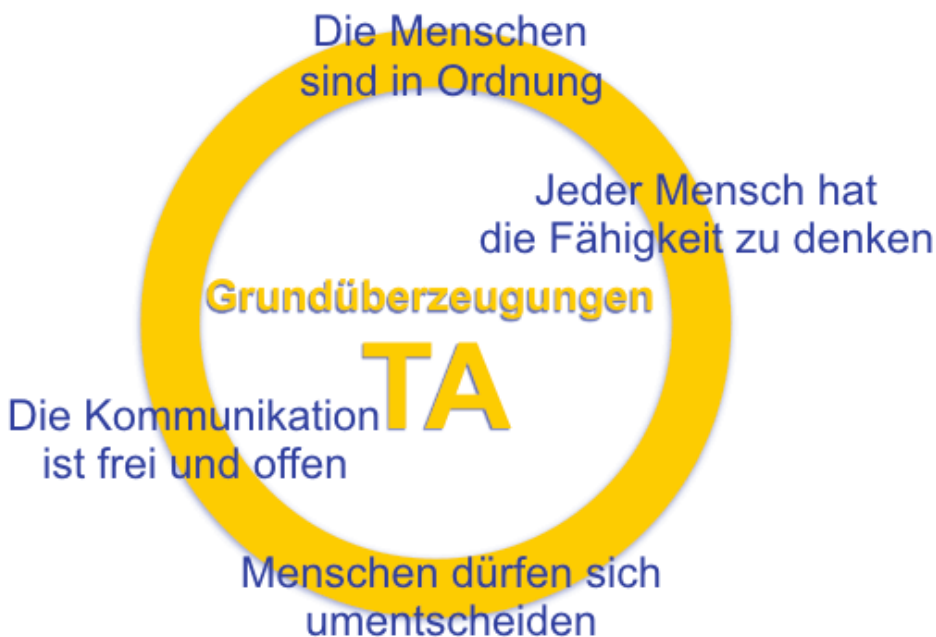 Die Menschen
sind in Ordnung
Jeder Mensch hat
die Fähigkeit zu denken
Grundüberzeugungen
TA
Die Kommunikation
ist frei und offen
Menschen dürfen sich
umentscheiden